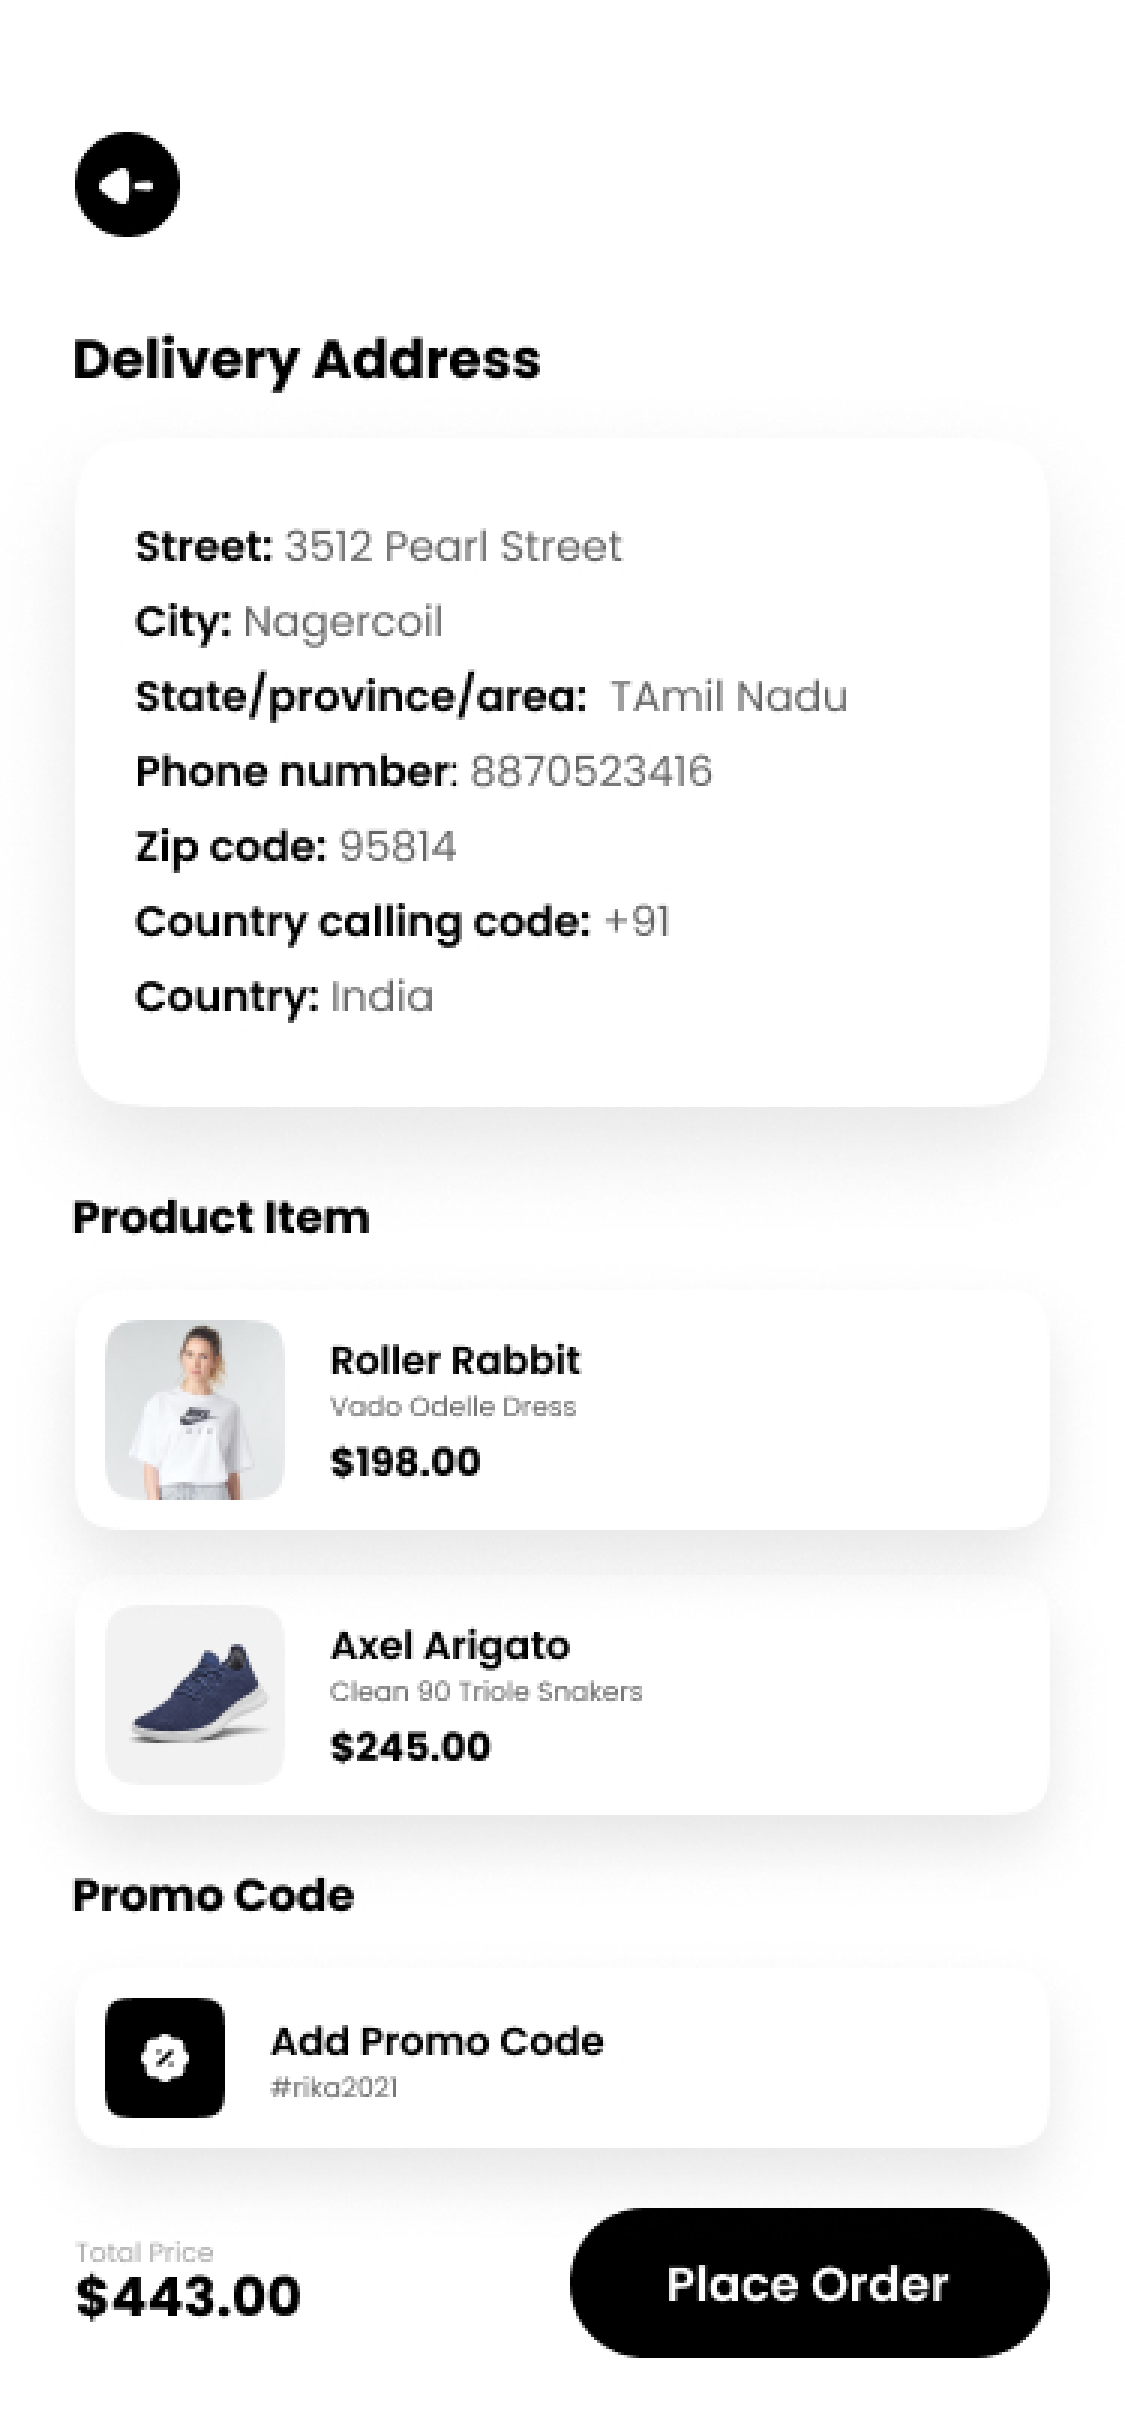 Delivery Address
Street: 3512 Pearl Street
City: Nagercoil
State/province/area: TAmil Nadu
Phone number: 8870523416
Zip code: 95814
Country calling code: +91
Country: India
Product Item
Roller Rabbit
Vado Odelle Dress
$198.00
Axel Arigato
Clean 90 Triole Snakers
$245.00
Promo Code
Add Promo Code
#rika2021
Total Price
$443.00
Place Order